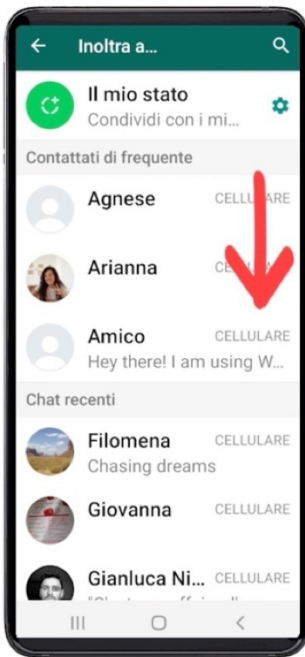 Inoltra a...
Il mio stato
Condividi con i mi...
Contattati di frequente
Agnese CELLULARE
Arianna
Amico CELLULARE
Hey there! I am using W...
Chat recenti
Filomena CELLULARE
Chasing dreams
Giovanna CELLULARE
Gianluca Ni... CELLULARE